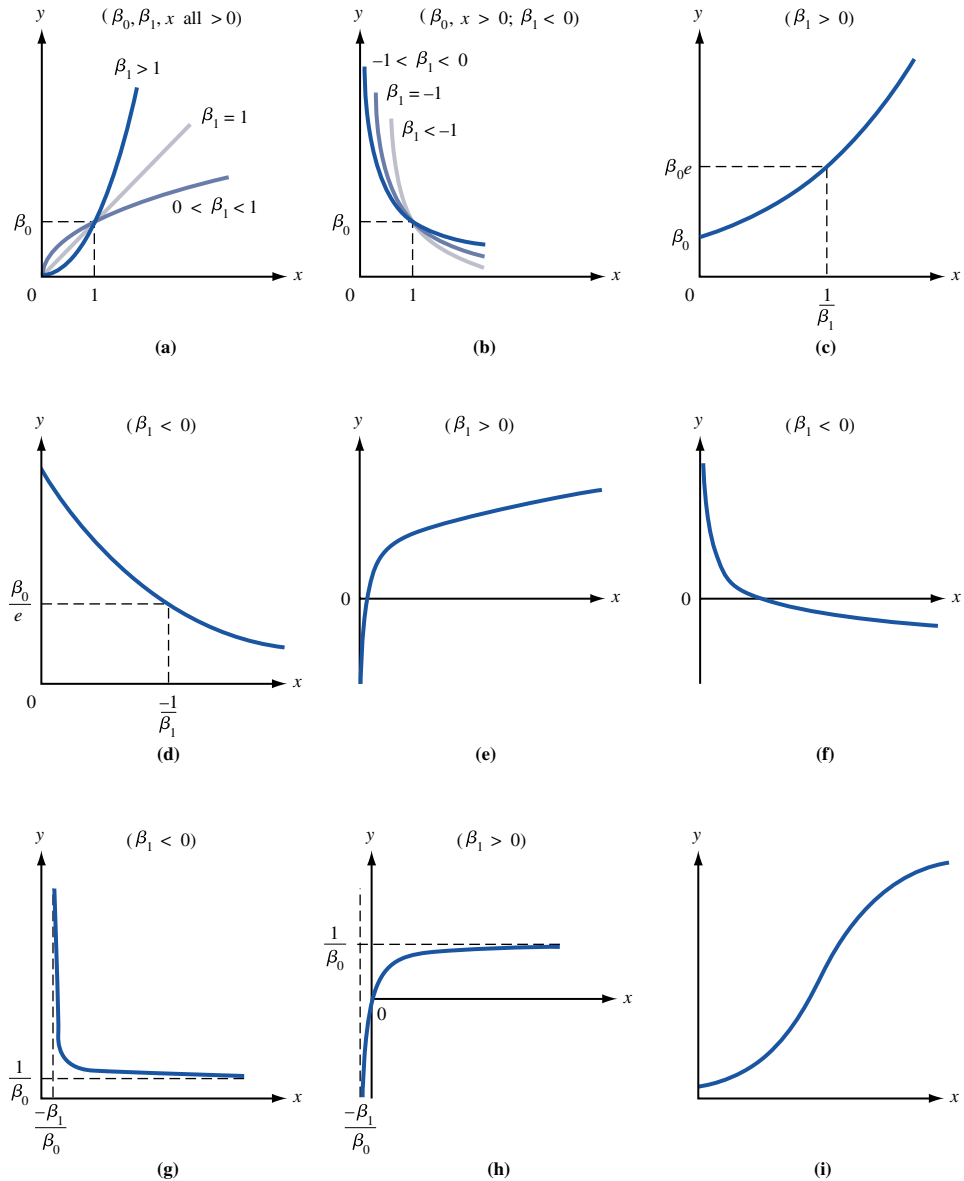 y
(β0, β1, x all > 0)
β1 > 1
β1 = 1
0 < β1 < 1
β0
x
0
1
(a)
y
(β0, x > 0; β1 < 0)
–1 < β1 < 0
β1 = –1
β1 < –1
β0
x
0
1
(b)
y
(β1 > 0)
β0e
β0
x
0
1
β1
(c)
y
(β1 < 0)
β0
e
x
0
–1
β1
(d)
y
(β1 > 0)
0
x
(e)
y
(β1 < 0)
0
x
(f)
y
(β1 < 0)
1
β0
x
–β1
β0
(g)
y
(β1 > 0)
1
β0
x
0
–β1
β0
(h)
y
x
(i)